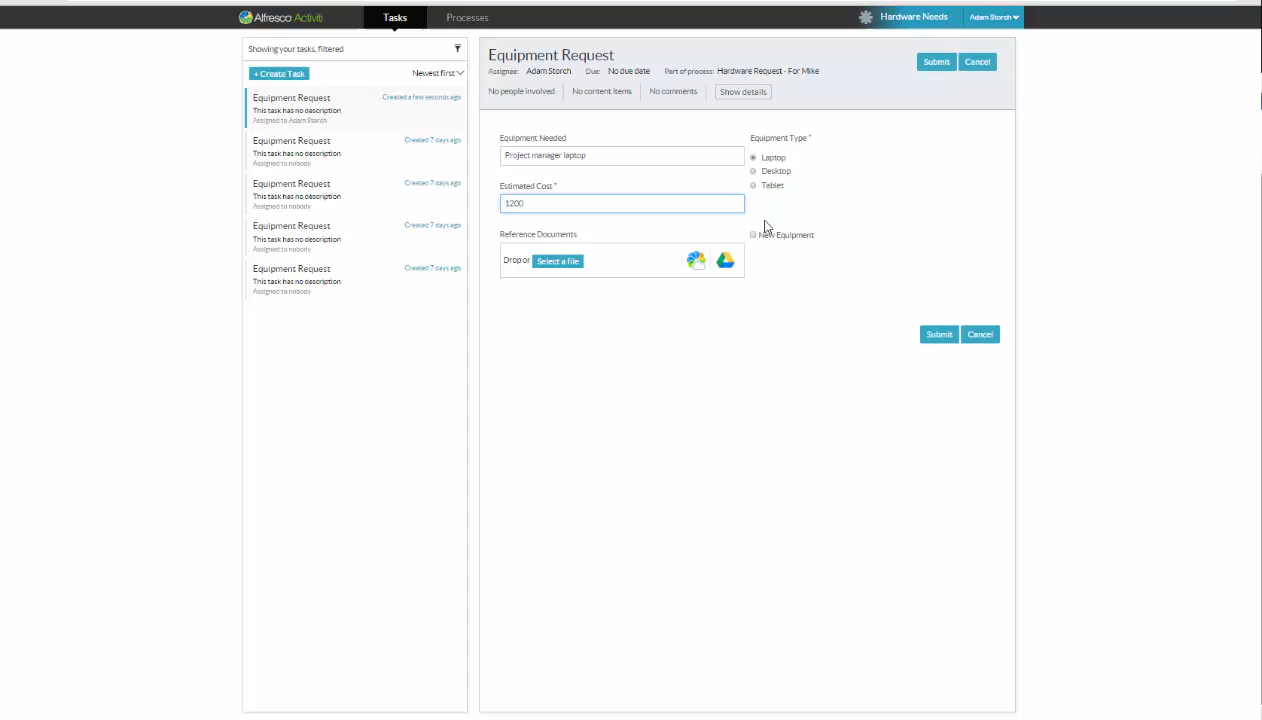 Alfresco Activiti Tasks Processes Hardware Needs Adam Storch
Showing your tasks, filtered
+ Create Task Newest first
Equipment Request Created a few seconds ago
This task has no description
Assigned to Adam Storch
Equipment Request Created 7 days ago
This task has no description
Assigned to nobody
Equipment Request Created 7 days ago
This task has no description
Assigned to nobody
Equipment Request Created 7 days ago
This task has no description
Assigned to nobody
Equipment Request Created 7 days ago
This task has no description
Assigned to nobody
Equipment Request
Submit Cancel
Assignee: Adam Storch Due: No due date Part of process: Hardware Request - For Mike
No people involved No content items No comments Show details
Equipment Needed
Project manager laptop
Equipment Type *
Laptop
Desktop
Tablet
Estimated Cost *
1200
New Equipment
Reference Documents
Drop or Select a file
Submit Cancel